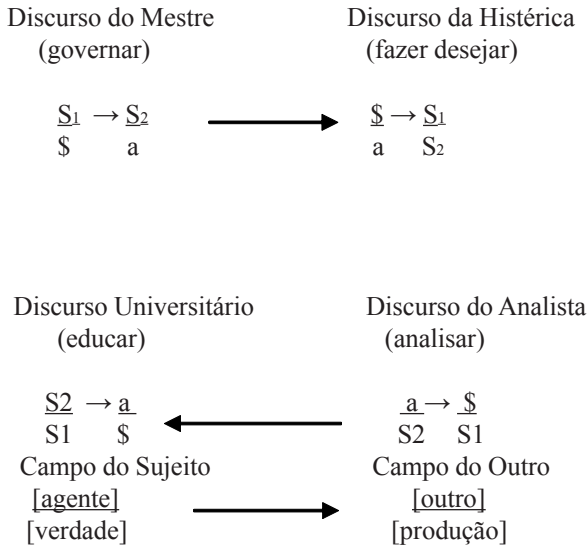 Discurso do Mestre Discurso da Histérica
(governar) (fazer desejar)
S1 → S2 $ → S1
$ a a S2
Discurso Universitário Discurso do Analista
(educar) (analisar)
S2 → a a → $
S1 $ S2 S1
Campo do Sujeito Campo do Outro
[agente] [outro]
[verdade] [produção]